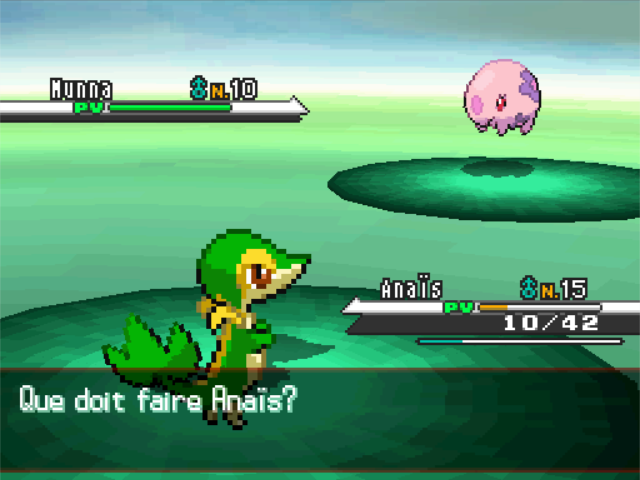 Munna ♂ N.10
PV
Anaïs ♂ N.15
PV
10/42
Que doit faire Anaïs?